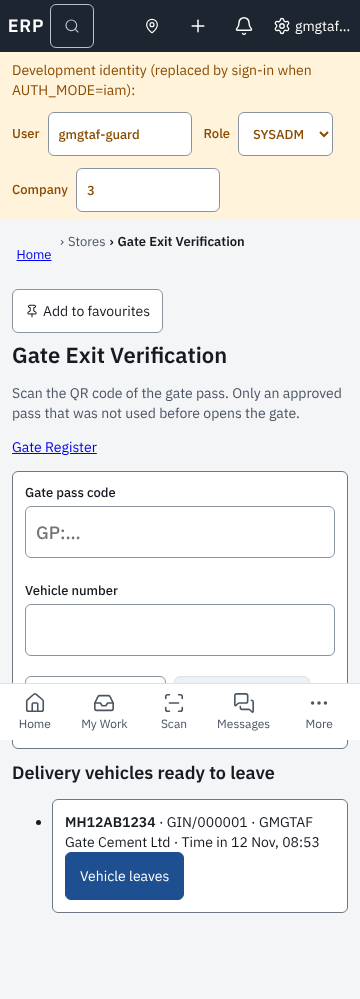 ERP
gmgtaf...
Development identity (replaced by sign-in when
AUTH_MODE=iam):
User gmgtaf-guard Role SYSADM
Company 3
Home › Stores › Gate Exit Verification
Add to favourites
Gate Exit Verification
Scan the QR code of the gate pass. Only an approved
pass that was not used before opens the gate.
Gate Register
Gate pass code
GP:...
Vehicle number
Home My Work Scan Messages More
Delivery vehicles ready to leave
• MH12AB1234 · GIN/000001 · GMGTAF
Gate Cement Ltd · Time in 12 Nov, 08:53
Vehicle leaves